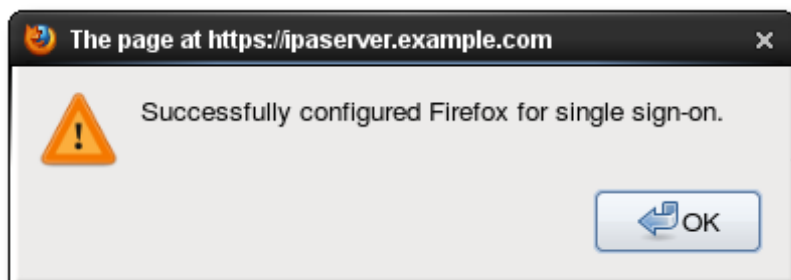 The page at https://ipaserver.example.com
Successfully configured Firefox for single sign-on.
OK